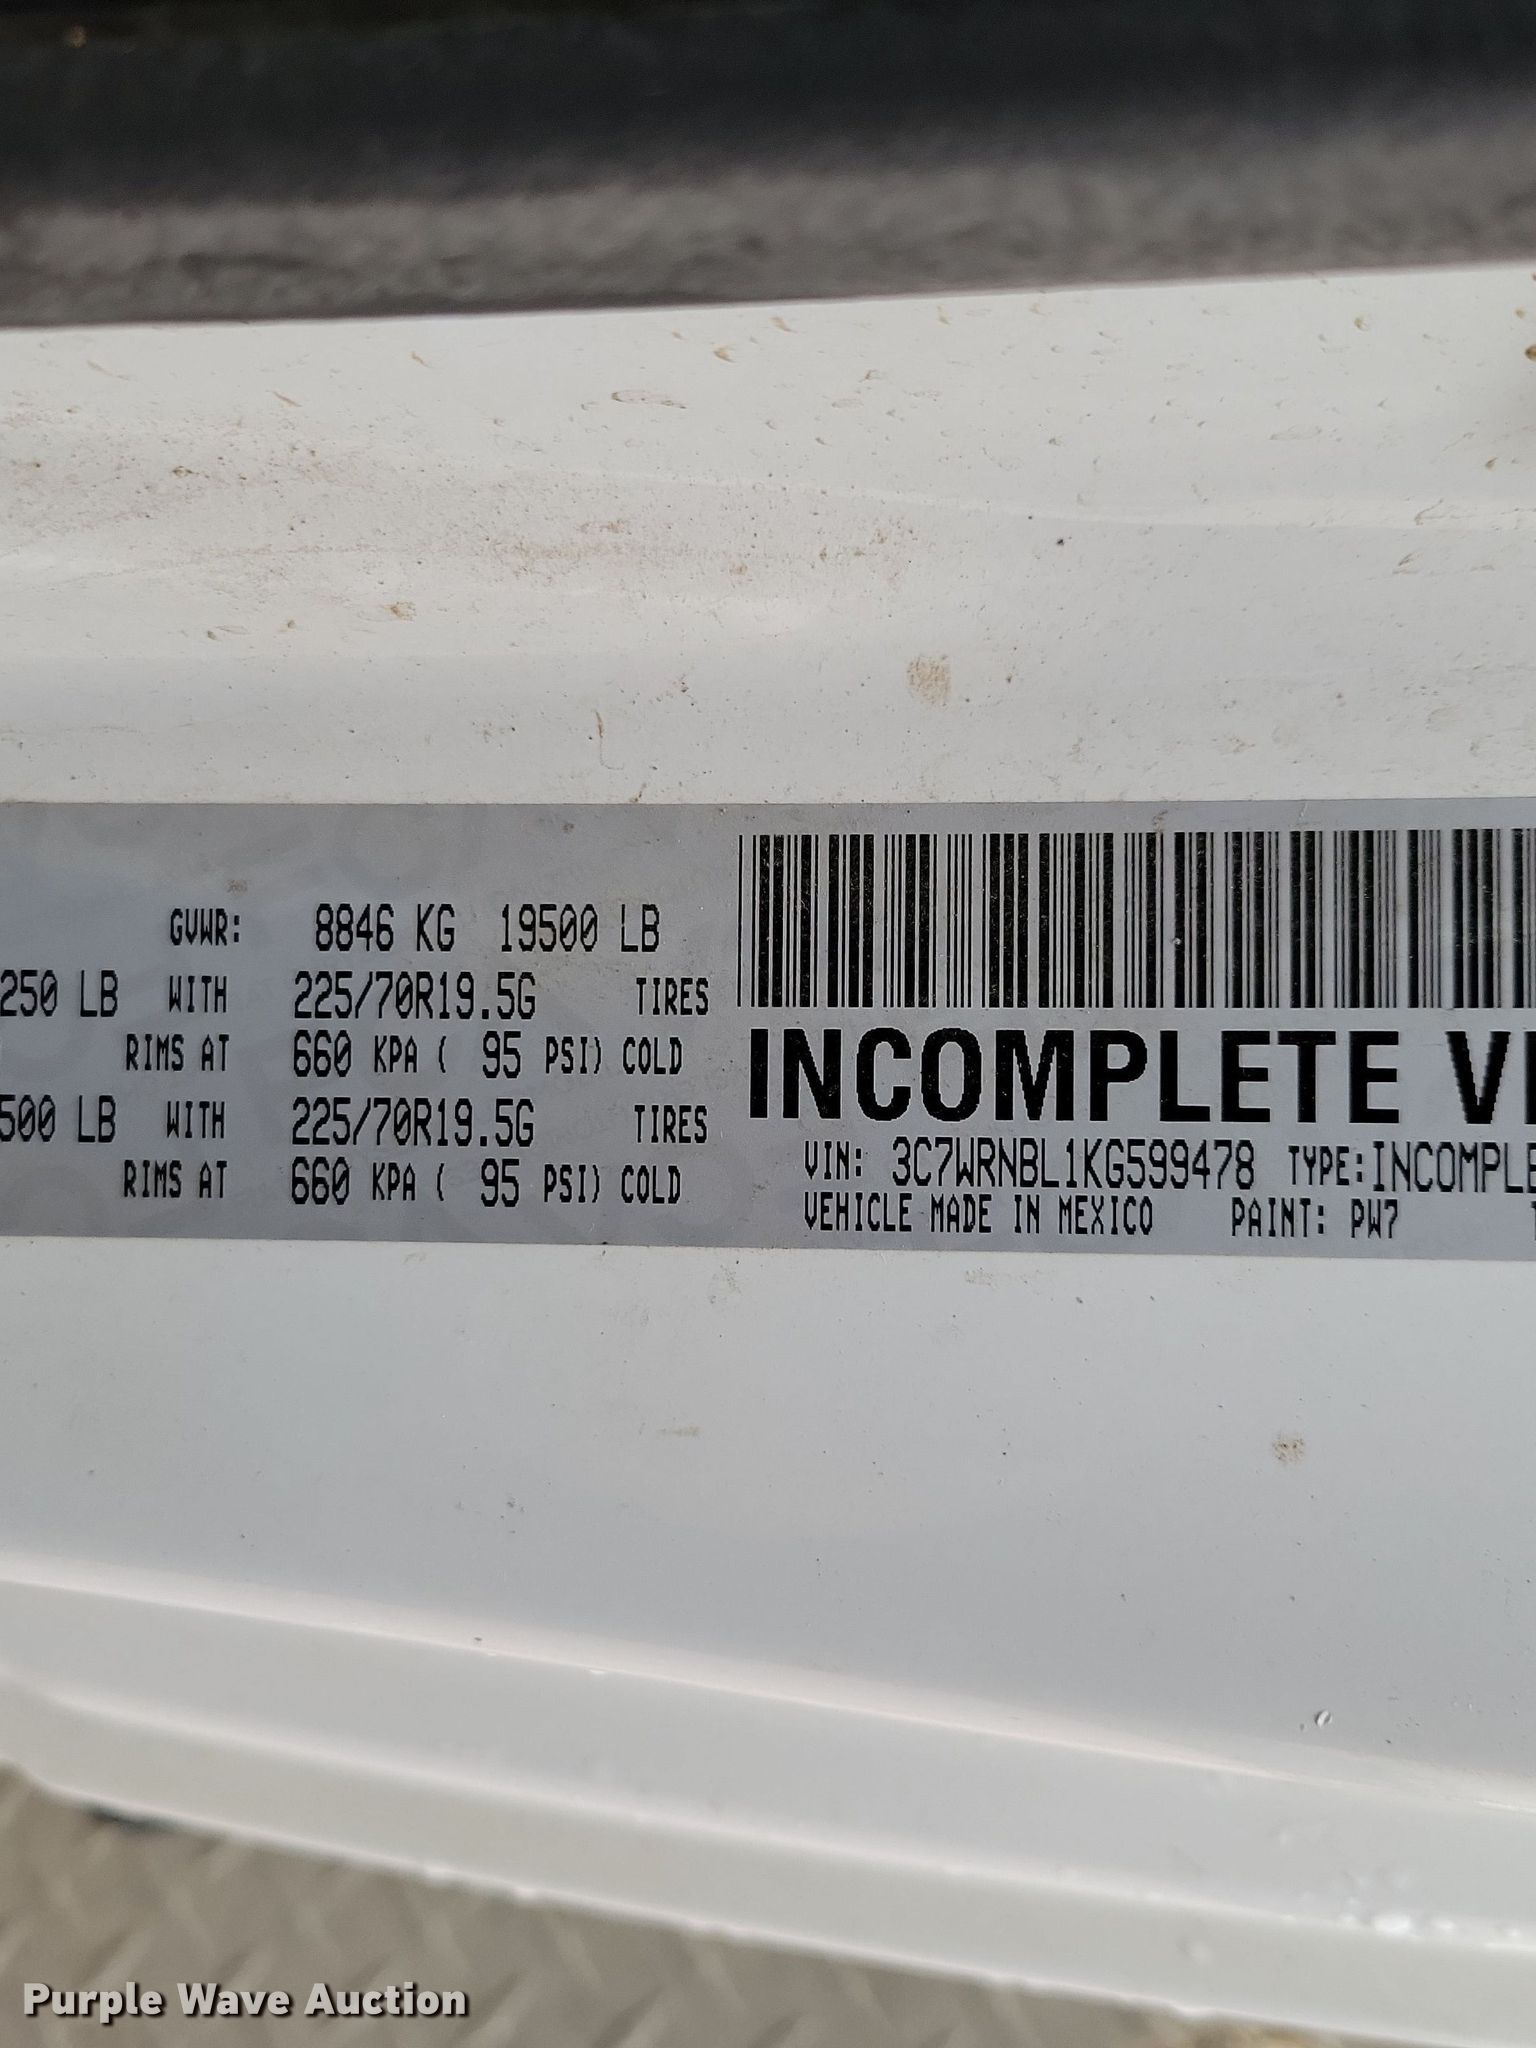 GVWR: 8846 KG 19500 LB
250 LB WITH 225/70R19.5G TIRES
RIMS AT 660 KPA ( 95 PSI) COLD
500 LB WITH 225/70R19.5G TIRES
RIMS AT 660 KPA ( 95 PSI) COLD
INCOMPLETE
VIN: 3C7WRNBL1KG599478 TYPE:INCOMPLE
VEHICLE MADE IN MEXICO PAINT: PW7
Purple Wave Auction